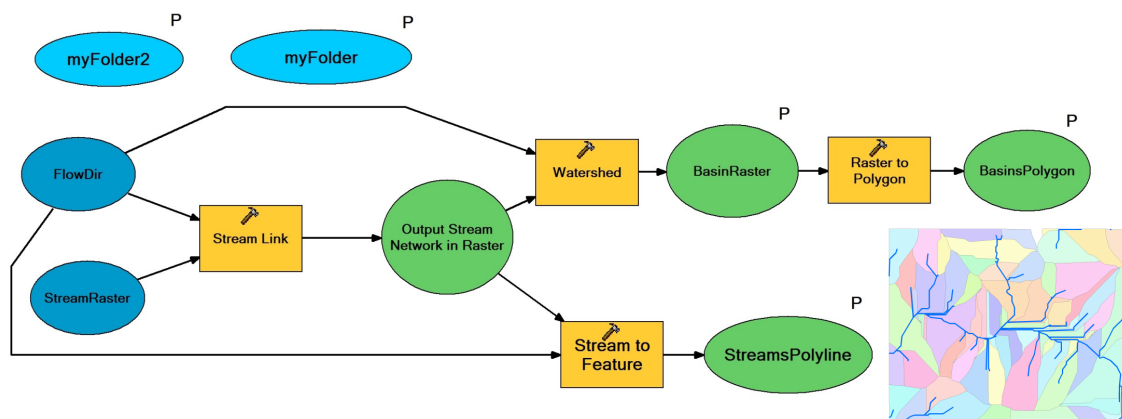 P
P
myFolder2
myFolder
P
P
FlowDir
Watershed
BasinRaster
Raster to
Polygon
BasinsPolygon
Stream Link
Output Stream
Network in Raster
StreamRaster
P
Stream to
Feature
StreamsPolyline